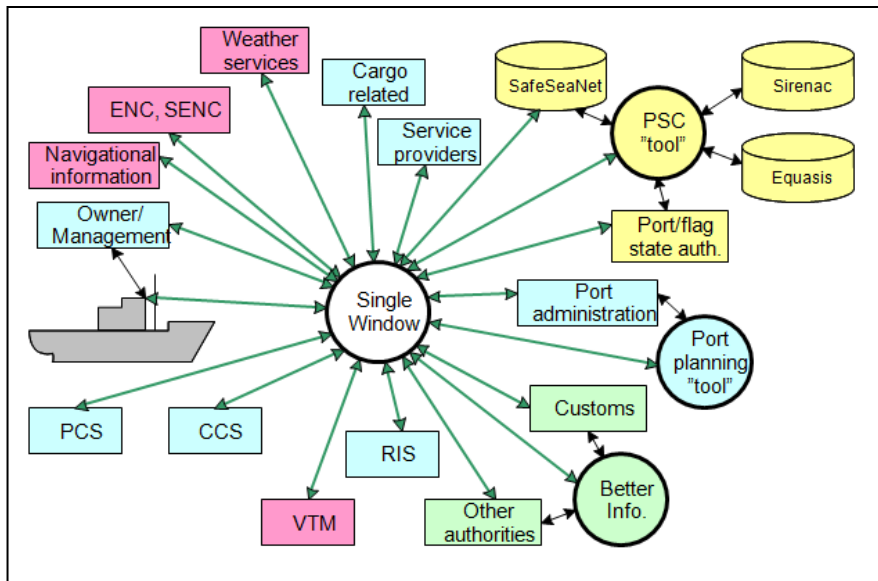 Weather
services
Cargo
related
SafeSeaNet
PSC
"tool"
Sirenac
ENC, SENC
Service
providers
Navigational
information
Equasis
Owner/
Management
Port/flag
state auth.
Single
Window
Port
administration
Port
planning
"tool"
Customs
PCS
CCS
RIS
Better
Info.
VTM
Other
authorities